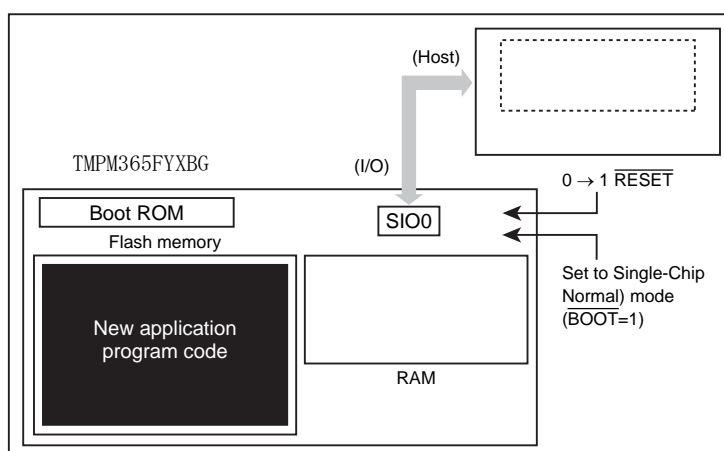 (Host)
TMPM365FYXBG
(I/O)
0 → 1 RESET
Boot ROM
SIO0
Flash memory
Set to Single-Chip
Normal) mode
(BOOT=1)
New application
program code
RAM